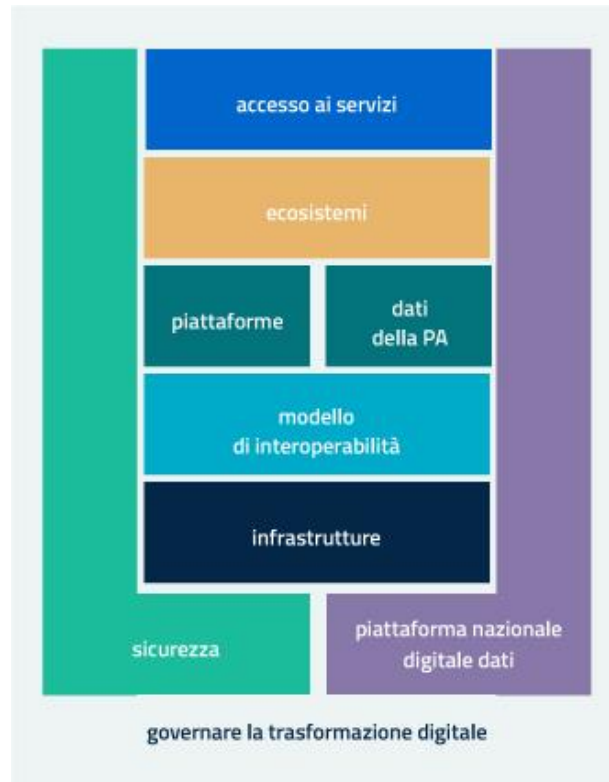 accesso ai servizi
ecosistemi
piattaforme
dati
della PA
modello
di interoperabilità
infrastrutture
sicurezza
piattaforma nazionale
digitale dati
governare la trasformazione digitale